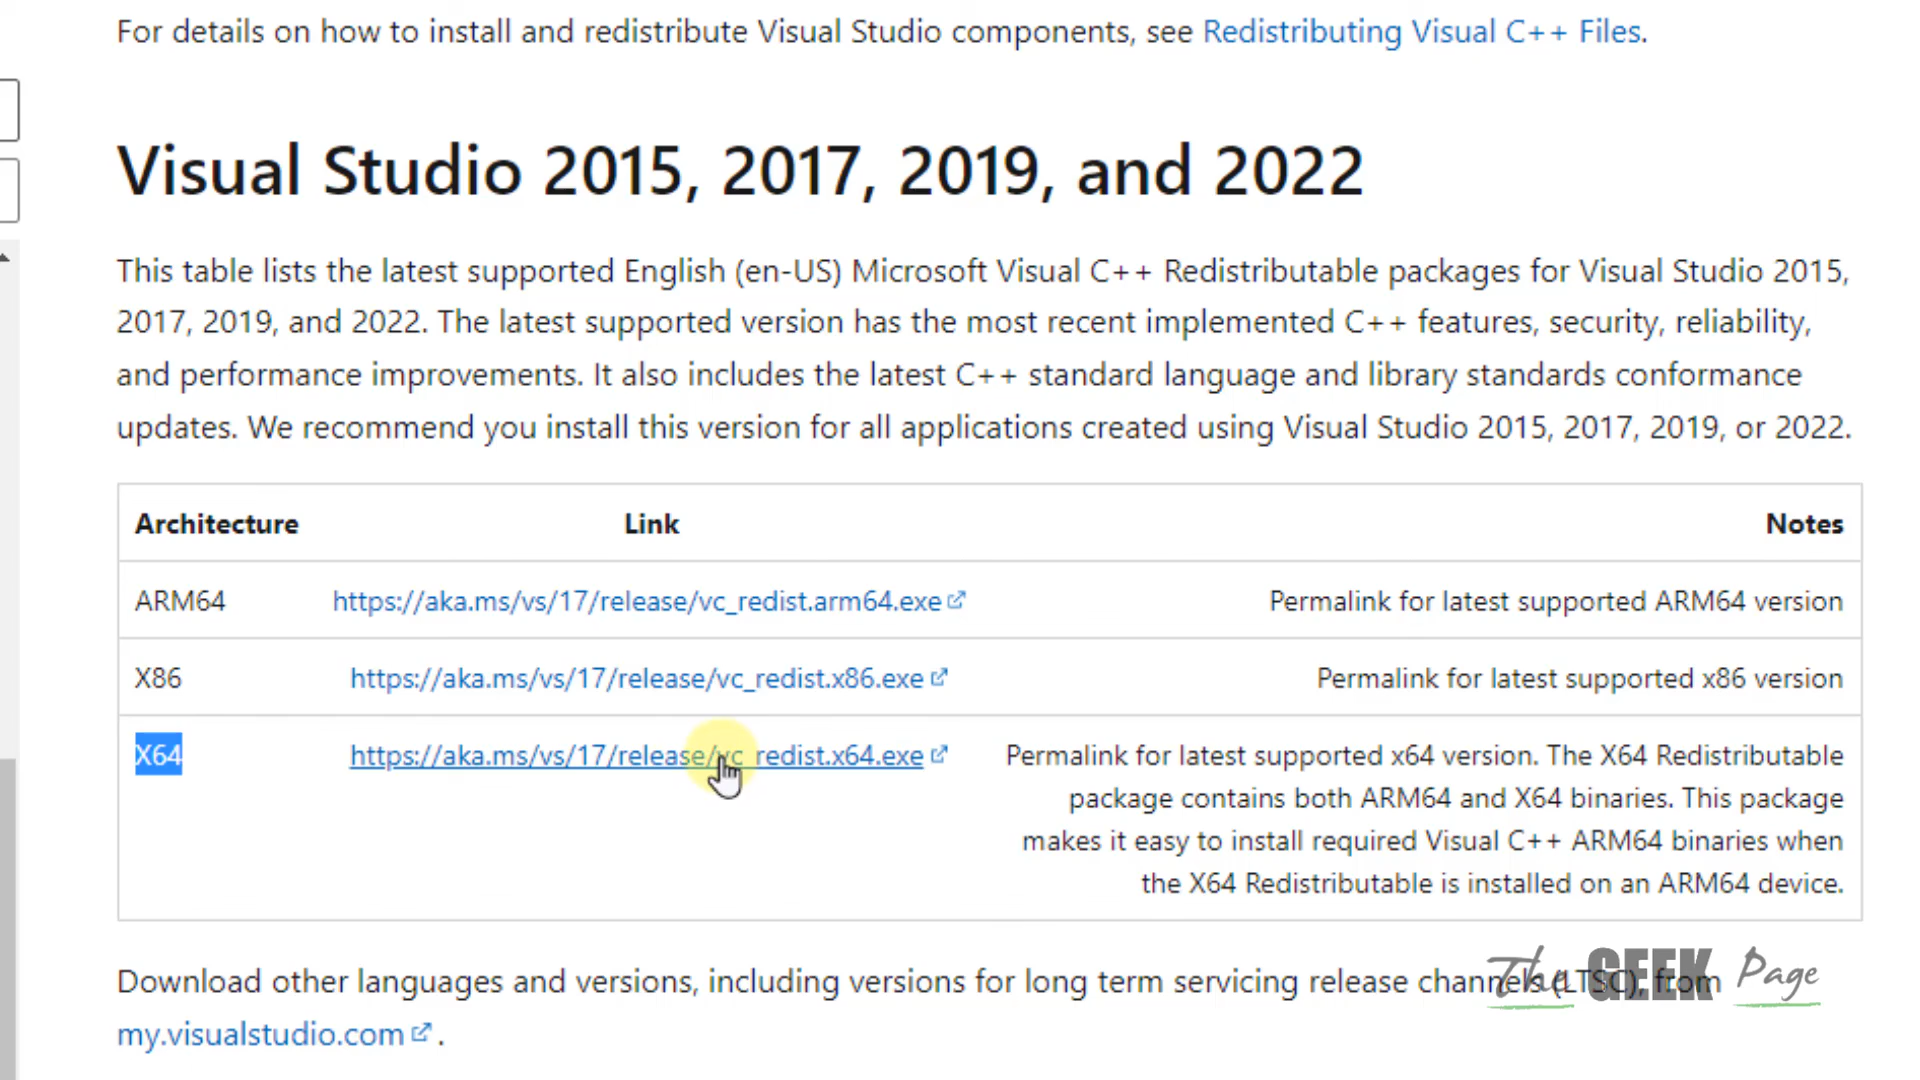 For details on how to install and redistribute Visual Studio components, see Redistributing Visual C++ Files.
Visual Studio 2015, 2017, 2019, and 2022
This table lists the latest supported English (en-US) Microsoft Visual C++ Redistributable packages for Visual Studio 2015,
2017, 2019, and 2022. The latest supported version has the most recent implemented C++ features, security, reliability,
and performance improvements. It also includes the latest C++ standard language and library standards conformance
updates. We recommend you install this version for all applications created using Visual Studio 2015, 2017, 2019, or 2022.
Architecture Link Notes
ARM64 https://aka.ms/vs/17/release/vc_redist.arm64.exe Permalink for latest supported ARM64 version
X86 https://aka.ms/vs/17/release/vc_redist.x86.exe Permalink for latest supported x86 version
X64 https://aka.ms/vs/17/release/vc_redist.x64.exe Permalink for latest supported x64 version. The X64 Redistributable
package contains both ARM64 and X64 binaries. This package
makes it easy to install required Visual C++ ARM64 binaries when
the X64 Redistributable is installed on an ARM64 device.
Download other languages and versions, including versions for long term servicing release channels (LTSC), from
my.visualstudio.com .
The GEEK Page